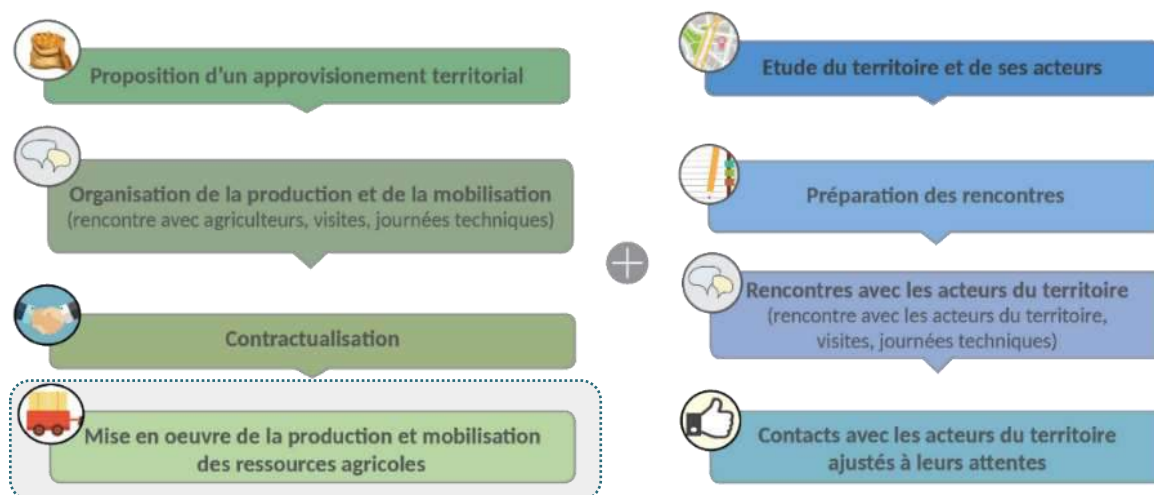 Proposition d'un approvisionement territorial
Organisation de la production et de la mobilisation
(rencontre avec agriculteurs, visites, journées techniques)
Contractualisation
Mise en oeuvre de la production et mobilisation
des ressources agricoles
Etude du territoire et de ses acteurs
Préparation des rencontres
Rencontres avec les acteurs du territoire
(rencontre avec les acteurs du territoire,
visites, journées techniques)
Contacts avec les acteurs du territoire
ajustés à leurs attentes